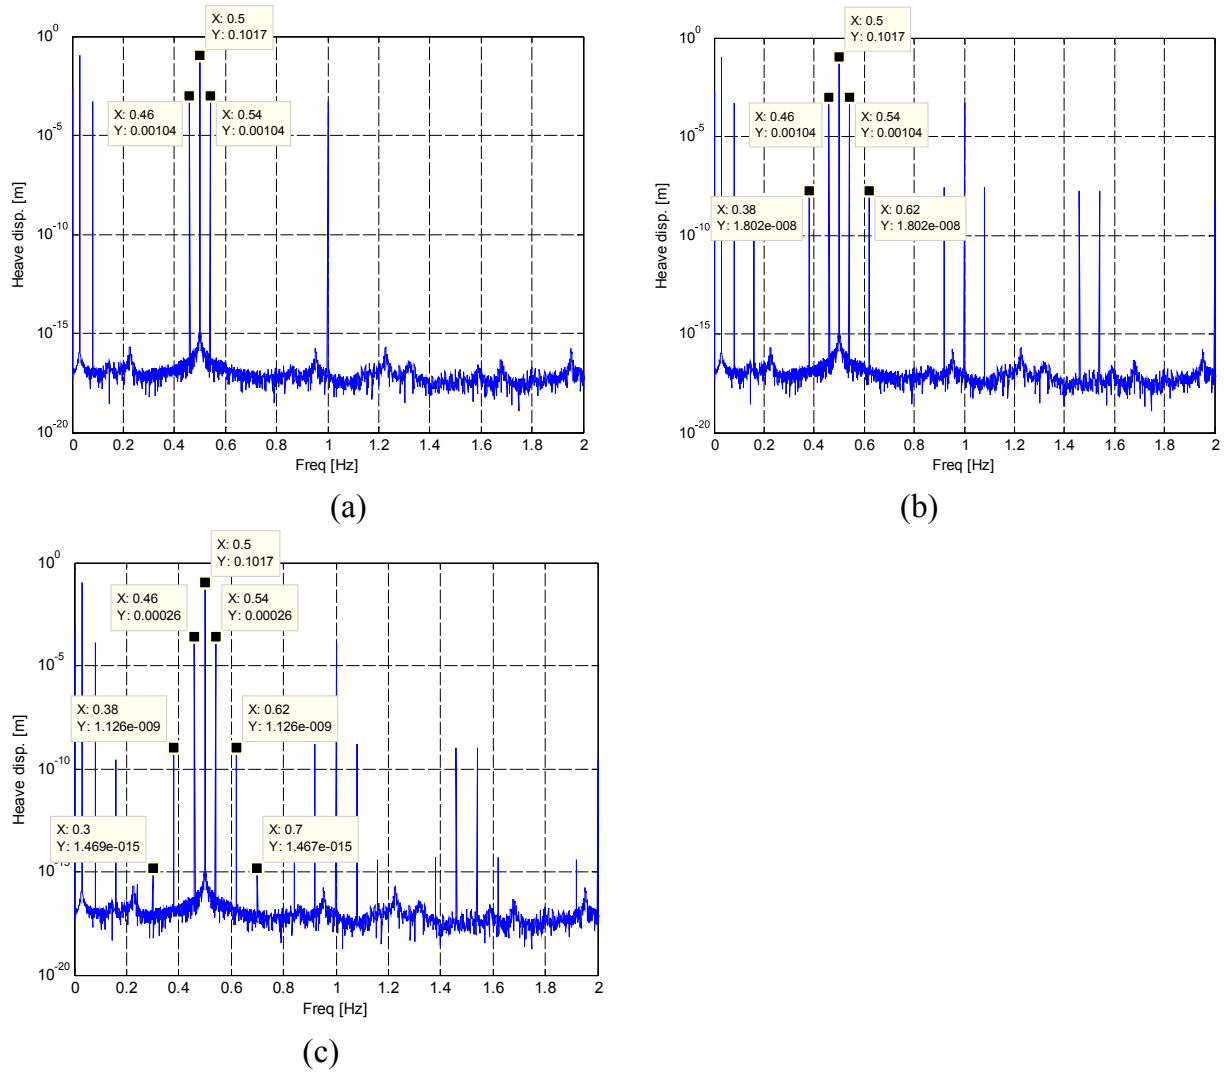 X: 0.5
Y: 0.1017
X: 0.46
Y: 0.00104
X: 0.54
Y: 0.00104
10^0
10^-5
10^-10
10^-15
10^-20
Heave disp. [m]
0 0.2 0.4 0.6 0.8 1 1.2 1.4 1.6 1.8 2
Freq [Hz]
(a)
X: 0.5
Y: 0.1017
X: 0.46
Y: 0.00104
X: 0.54
Y: 0.00104
X: 0.38
Y: 1.802e-008
X: 0.62
Y: 1.802e-008
10^0
10^-5
10^-10
10^-15
10^-20
Heave disp. [m]
0 0.2 0.4 0.6 0.8 1 1.2 1.4 1.6 1.8 2
Freq [Hz]
(b)
X: 0.5
Y: 0.1017
X: 0.46
Y: 0.00026
X: 0.54
Y: 0.00026
X: 0.38
Y: 1.126e-009
X: 0.62
Y: 1.126e-009
X: 0.3
Y: 1.469e-015
X: 0.7
Y: 1.467e-015
10^0
10^-5
10^-10
10^-15
10^-20
Heave disp. [m]
0 0.2 0.4 0.6 0.8 1 1.2 1.4 1.6 1.8 2
Freq [Hz]
(c)